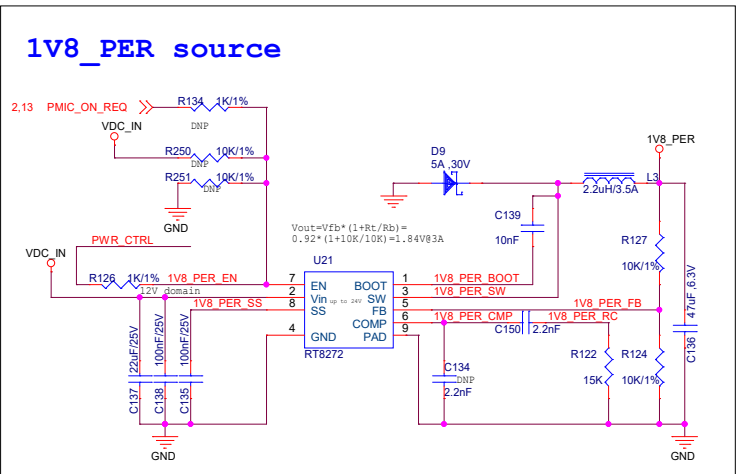 1V8_PER source
2,13 PMIC_ON_REQ
R134 1K/1%
DNP
VDC_IN
R250 10K/1%
DNP
R251 10K/1%
DNP
GND
PWR_CTRL
VDC_IN
R126 1K/1% 1V8_PER_EN
12V domain
1V8_PER_SS
22uF/25V
100nF/25V
100nF/25V
C137
C138
C135
GND
Vout=Vfb*(1+Rt/Rb)=
0.92*(1+10K/10K)=1.84V@3A
U21
7 EN BOOT 1
2 Vin up to 24V SW 3
8 SS FB 5
COMP 6
4 GND PAD 9
RT8272
D9
5A ,30V
C139
10nF
1V8_PER_BOOT
1V8_PER_SW
1V8_PER_FB
1V8_PER_CMP
C150 2.2nF
1V8_PER_RC
C134
DNP
2.2nF
R122
15K
R124
10K/1%
R127
10K/1%
1V8_PER
L3
2.2uH/3.5A
47uF ,6.3V
C136
GND